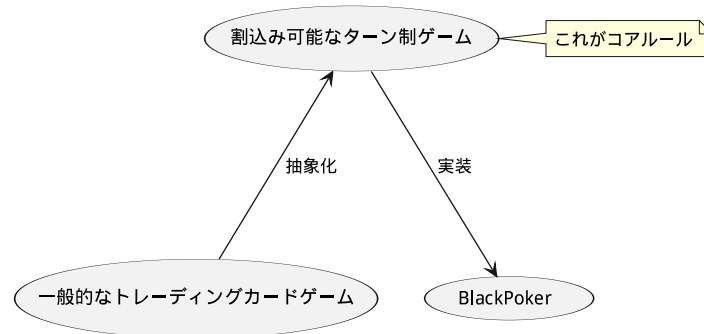 割込み可能なターン制ゲーム
これがコアルール
抽象化
実装
一般的なトレーディングカードゲーム
BlackPoker